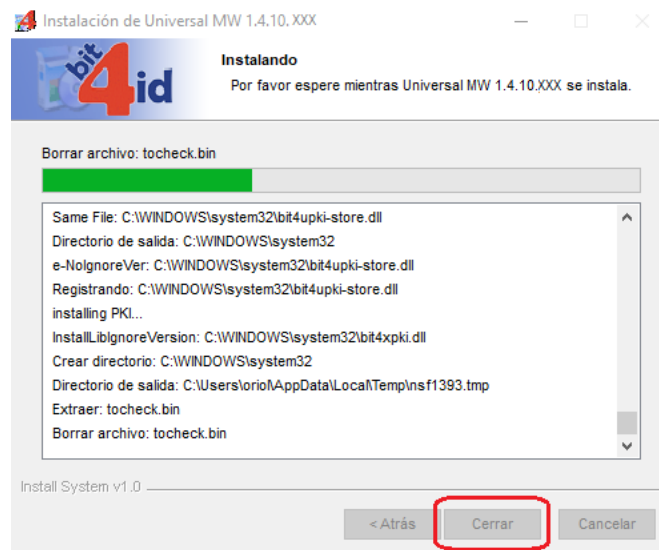 Instalación de Universal MW 1.4.10. XXX
bit
4id
Instalando
Por favor espere mientras Universal MW 1.4.10.XXX se instala.
Borrar archivo: tocheck.bin
Same File: C:\WINDOWS\system32\bit4upki-store.dll
Directorio de salida: C:\WINDOWS\system32
e-NoIgnoreVer: C:\WINDOWS\system32\bit4upki-store.dll
Registrando: C:\WINDOWS\system32\bit4upki-store.dll
installing PKI...
InstallLibIgnoreVersion: C:\WINDOWS\system32\bit4xpki.dll
Crear directorio: C:\WINDOWS\system32
Directorio de salida: C:\Users\oriol\AppData\Local\Temp\nsf1393.tmp
Extraer: tocheck.bin
Borrar archivo: tocheck.bin
Install System v1.0
< Atrás Cerrar Cancelar